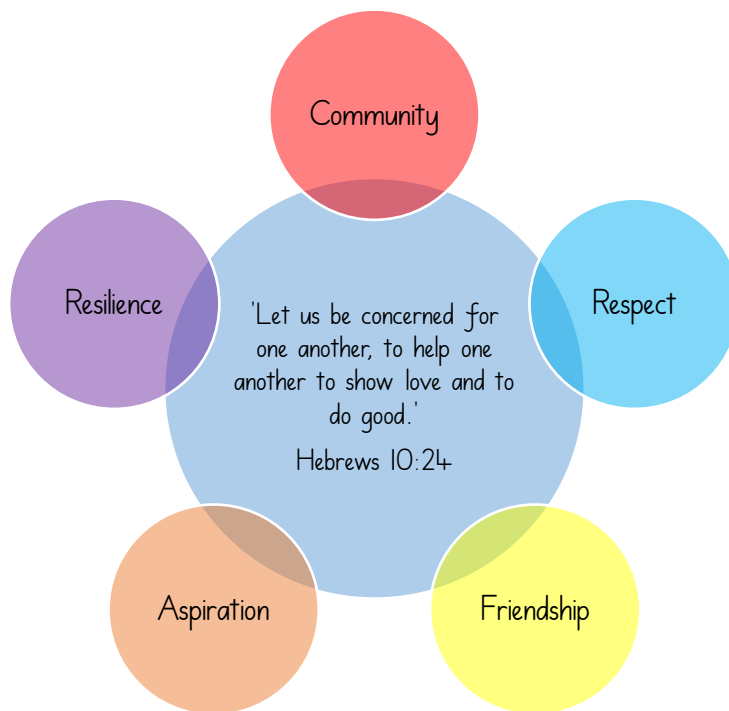 Community
Resilience
Respect
'Let us be concerned for
one another, to help one
another to show love and to
do good.'
Hebrews 10:24
Aspiration
Friendship